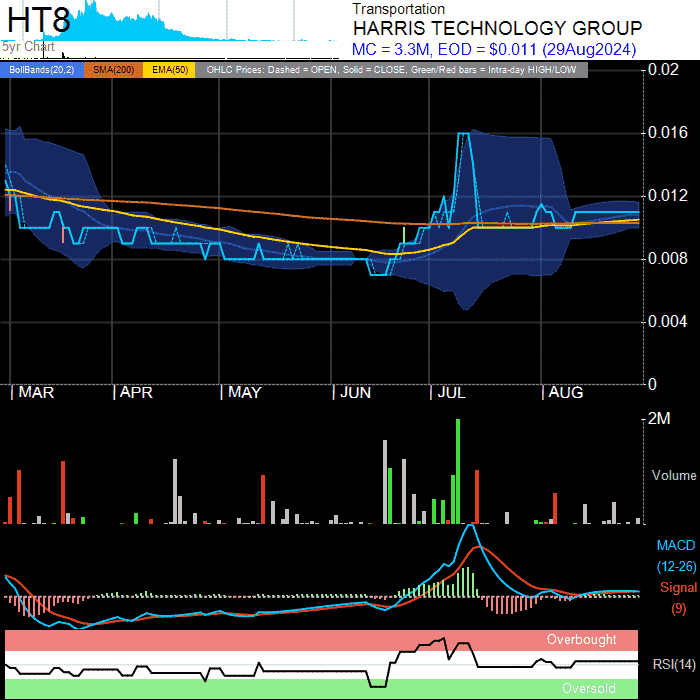 HT8
5yr Chart
Transportation
HARRIS TECHNOLOGY GROUP
MC = 3.3M, EOD = $0.011 (29Aug2024)
BollBands(20,2) SMA(200) EMA(50) OHLC Prices: Dashed = OPEN, Solid = CLOSE, Green/Red bars = Intra-day HIGH/LOW
0.02
0.016
0.012
0.008
0.004
0
MAR APR MAY JUN JUL AUG
2M
Volume
MACD
(12-26)
Signal
(9)
Overbought
RSI(14)
Oversold